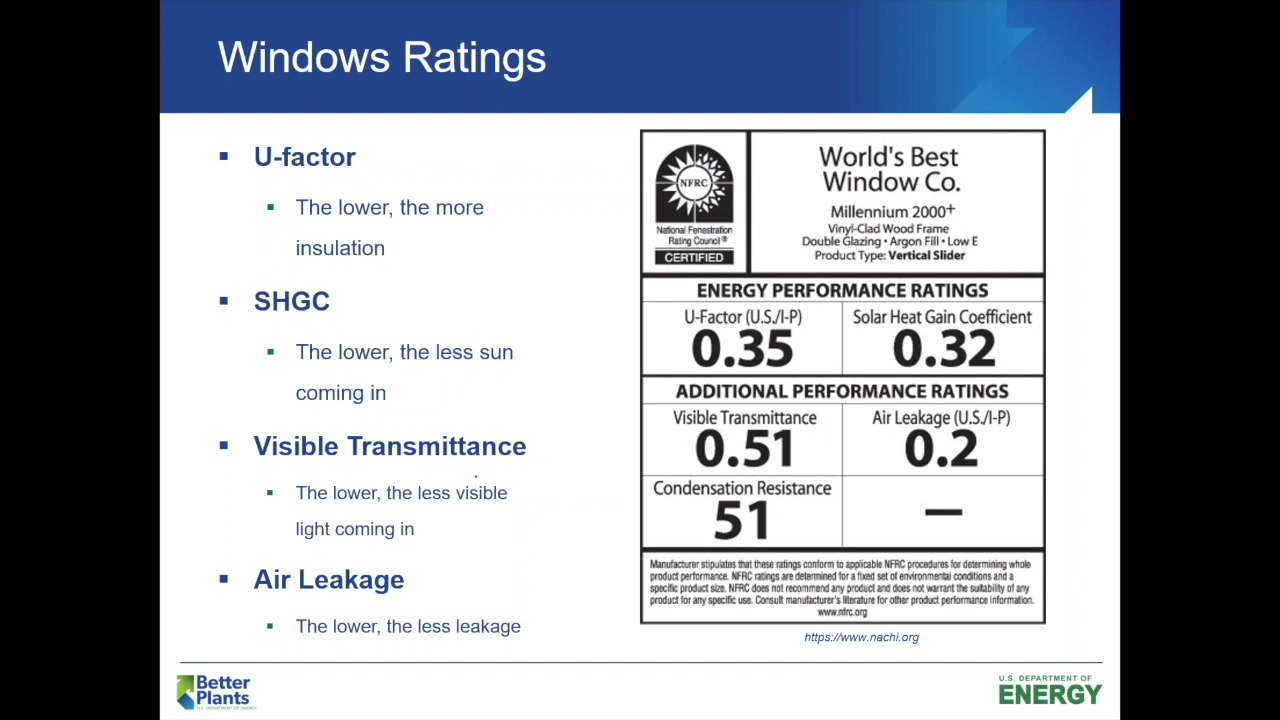 Windows Ratings
U-factor
The lower, the more
insulation
SHGC
The lower, the less sun
coming in
Visible Transmittance
The lower, the less visible
light coming in
Air Leakage
The lower, the less leakage
NFRC
National Fenestration
Rating Council®
CERTIFIED
World's Best
Window Co.
Millennium 2000+
Vinyl-Clad Wood Frame
Double Glazing • Argon Fill • Low E
Product Type: Vertical Slider
ENERGY PERFORMANCE RATINGS
U-Factor (U.S./I-P)
0.35
Solar Heat Gain Coefficient
0.32
ADDITIONAL PERFORMANCE RATINGS
Visible Transmittance
0.51
Air Leakage (U.S./I-P)
0.2
Condensation Resistance
51
—
Manufacturer stipulates that these ratings conform to applicable NFRC procedures for determining whole
product performance. NFRC ratings are determined for a fixed set of environmental conditions and a
specific product size. NFRC does not recommend any product and does not warrant the suitability of any
product for any specific use. Consult manufacturer's literature for other product performance information.
www.nfrc.org
https://www.nachi.org
Better
Plants
U.S. DEPARTMENT OF ENERGY
U.S. DEPARTMENT OF
ENERGY